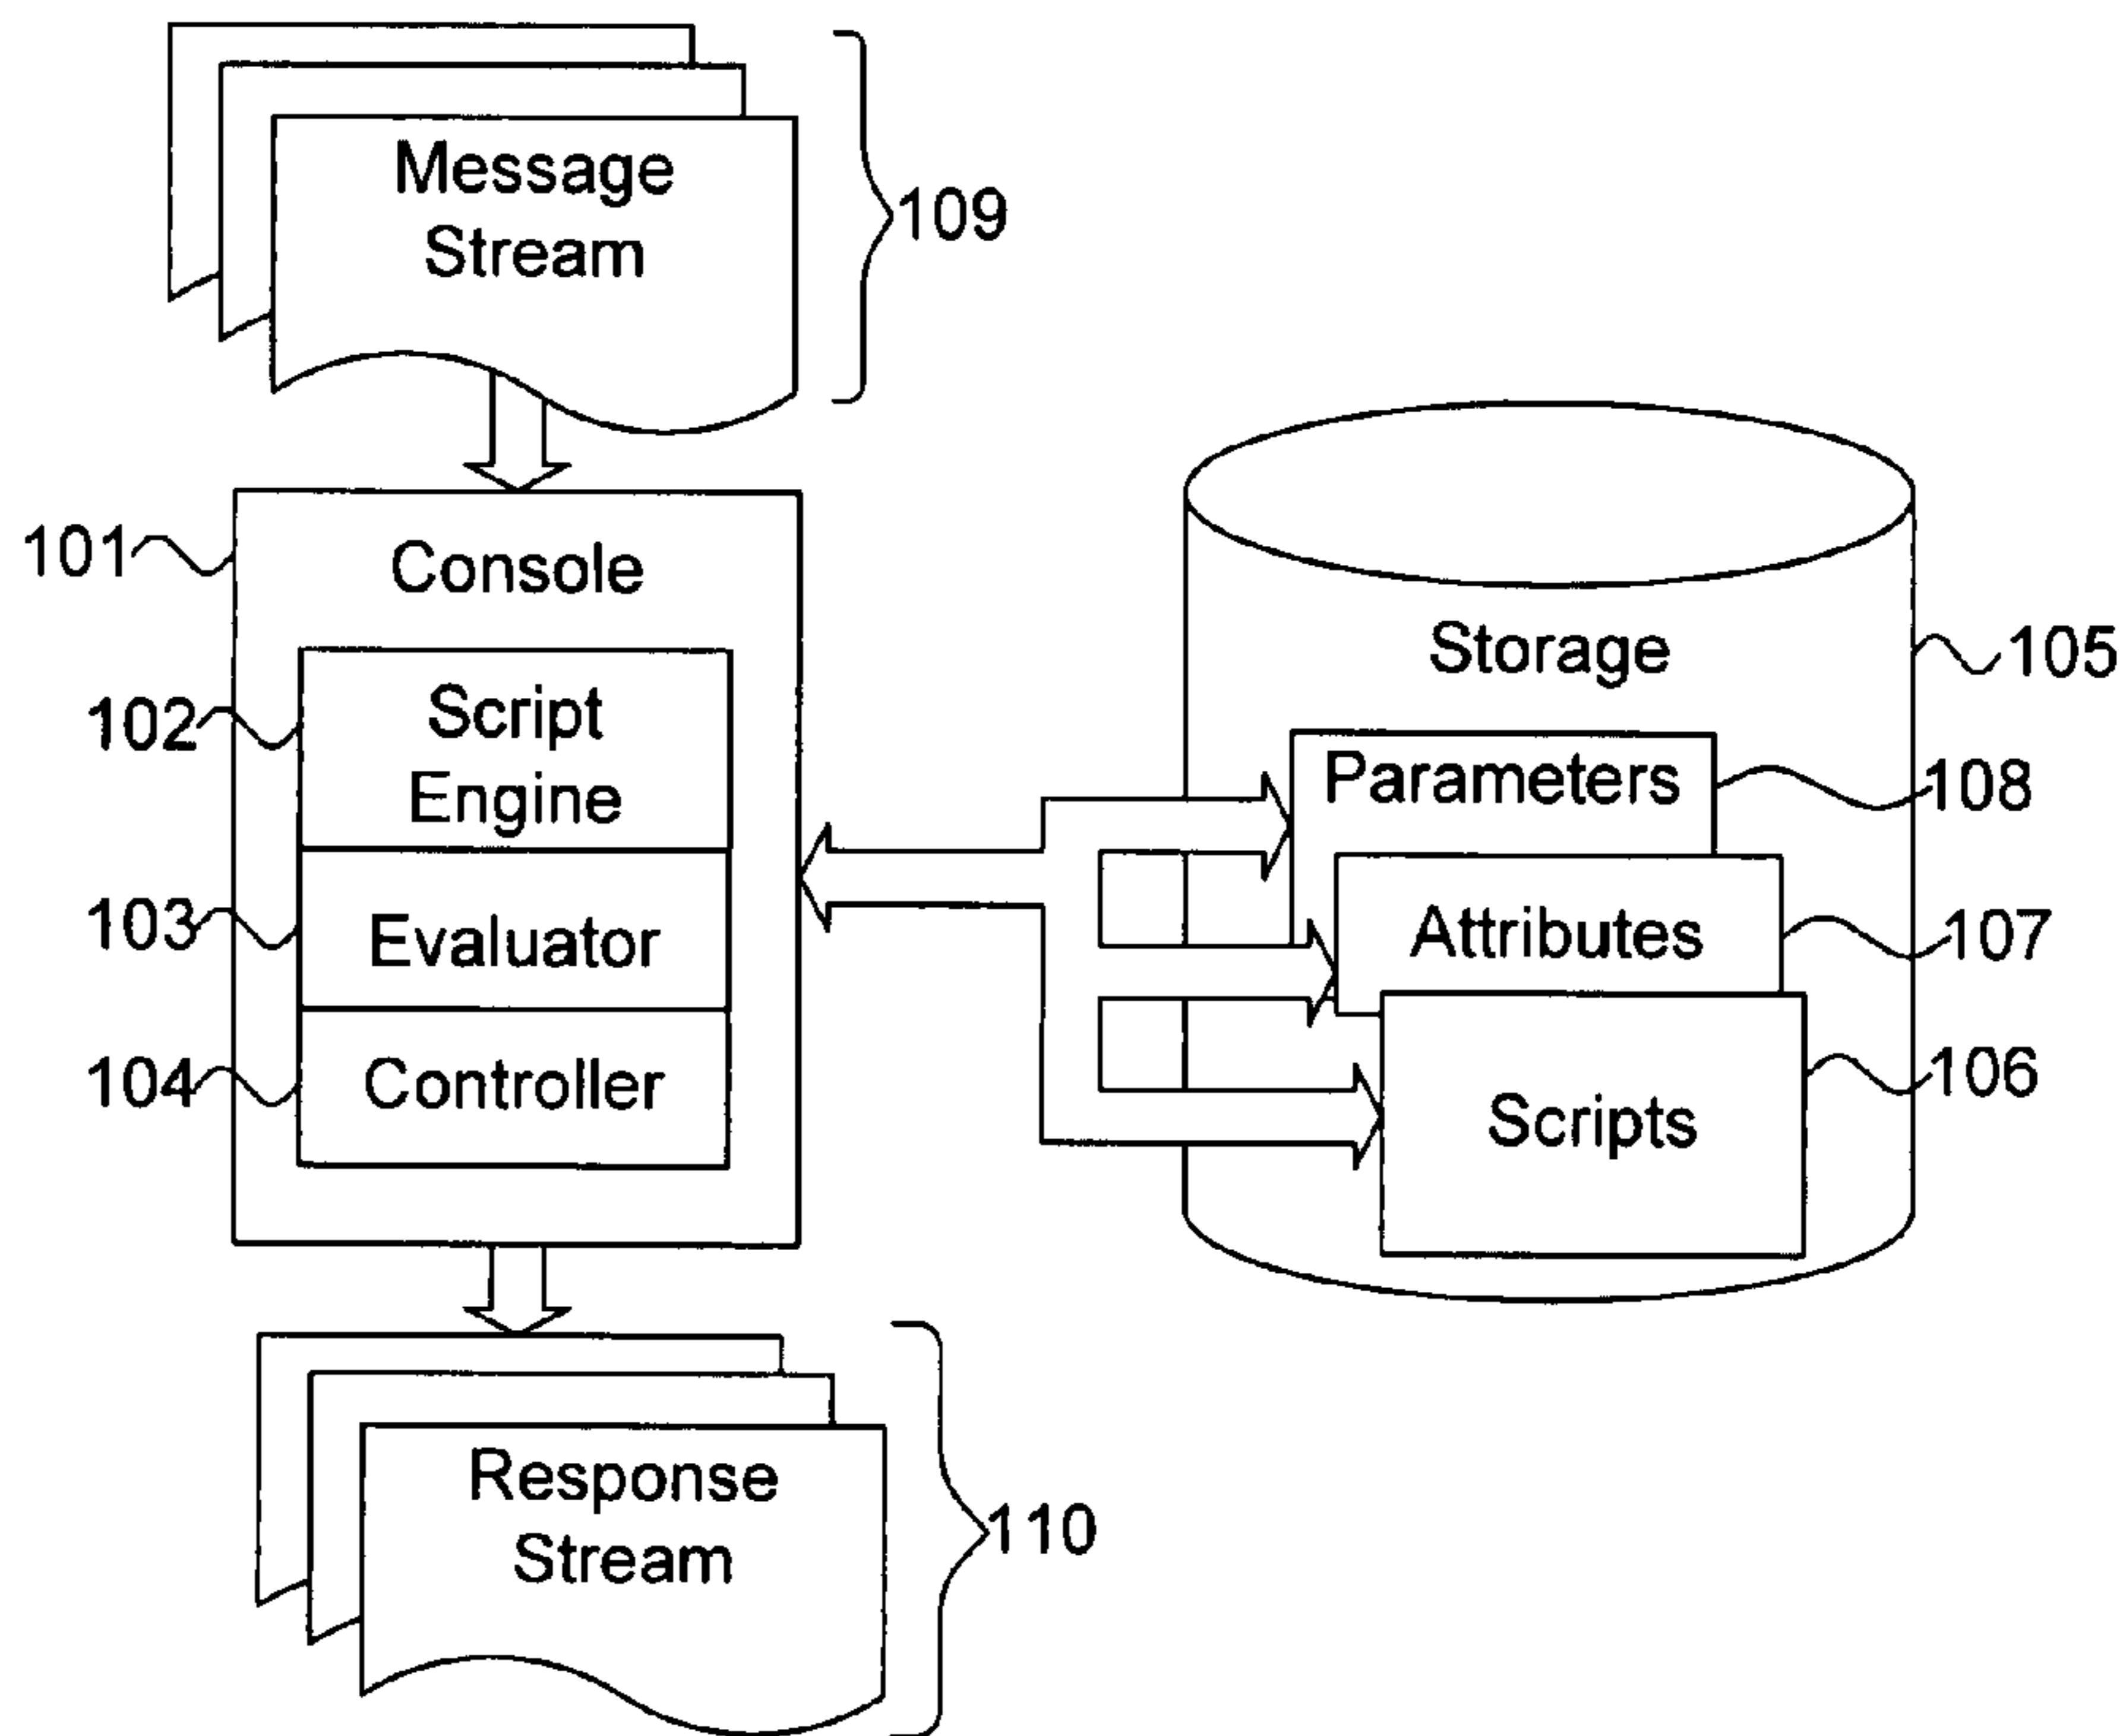 Message
Stream
109
101
Console
Storage
105
102
Script
Engine
Parameters
108
103
Evaluator
Attributes
107
104
Controller
Scripts
106
Response
Stream
110